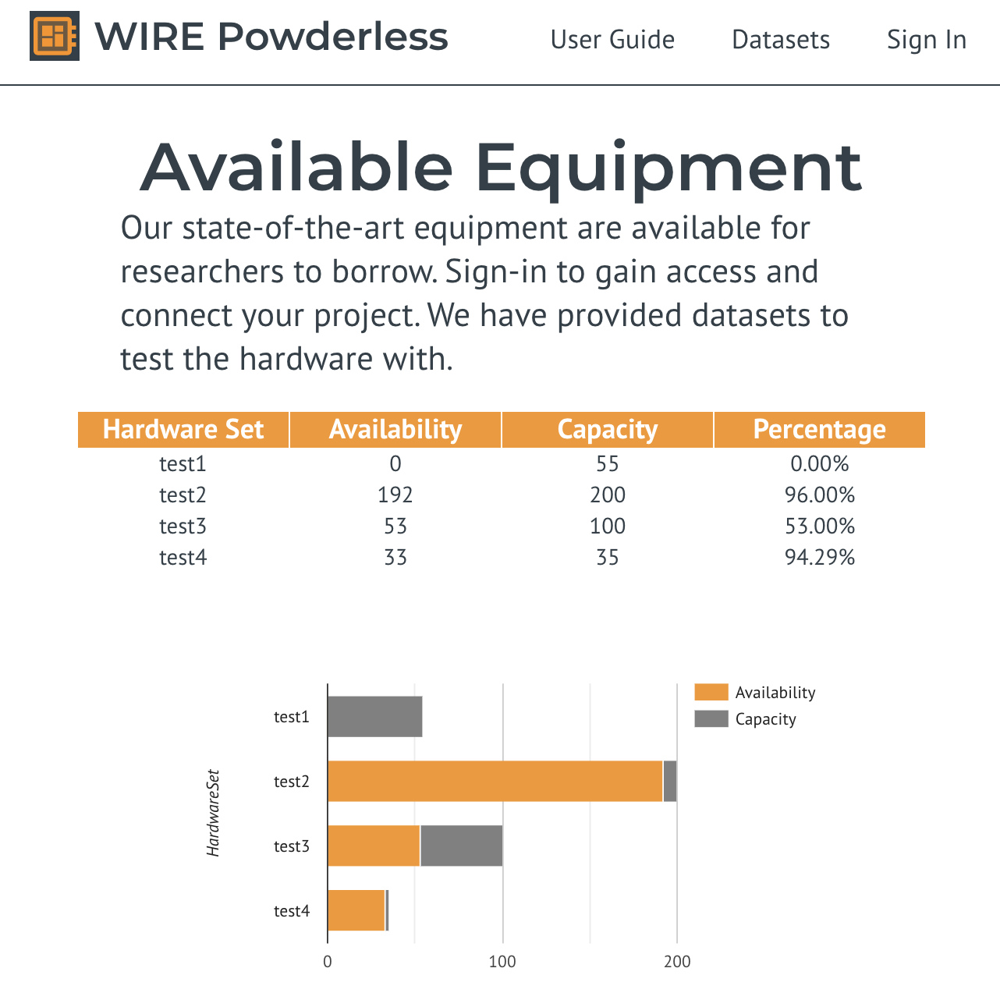 WIRE Powderless
User Guide
Datasets
Sign In
Available Equipment
Our state-of-the-art equipment are available for
researchers to borrow. Sign-in to gain access and
connect your project. We have provided datasets to
test the hardware with.
Hardware Set Availability Capacity Percentage
test1 0 55 0.00%
test2 192 200 96.00%
test3 53 100 53.00%
test4 33 35 94.29%
Availability
Capacity
HardwareSet
test1
test2
test3
test4
0 100 200